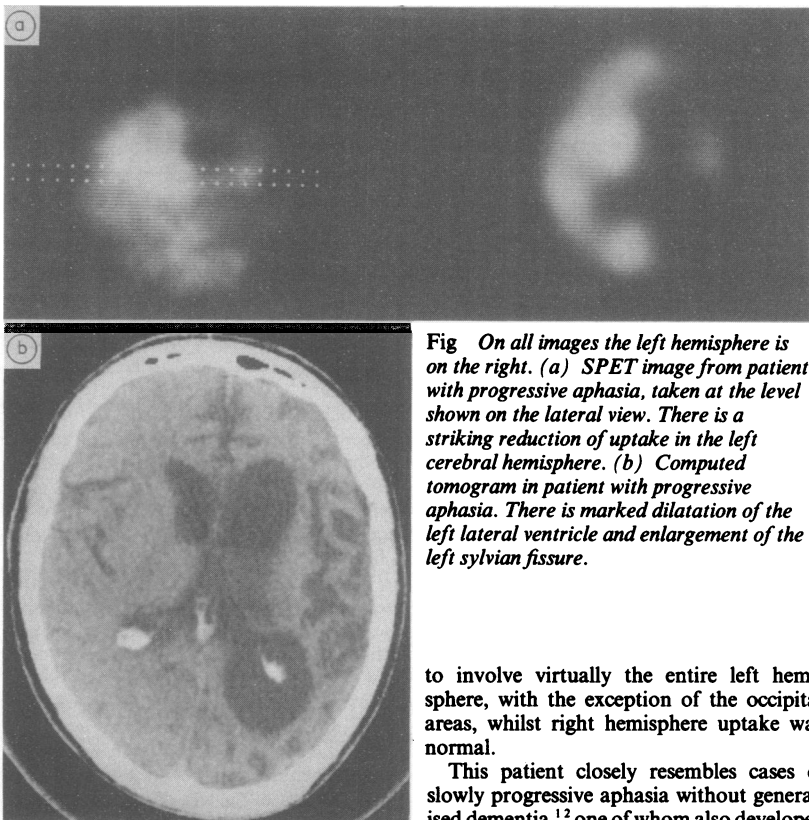 a
b
Fig On all images the left hemisphere is
on the right. (a) SPET image from patient
with progressive aphasia, taken at the level
shown on the lateral view. There is a
striking reduction of uptake in the left
cerebral hemisphere. (b) Computed
tomogram in patient with progressive
aphasia. There is marked dilatation of the
left lateral ventricle and enlargement of the
left sylvian fissure.
to involve virtually the entire left hem
sphere, with the exception of the occipita
areas, whilst right hemisphere uptake wa
normal.
This patient closely resembles cases
slowly progressive aphasia without genera
ised dementia,1 2 one of whom also develope